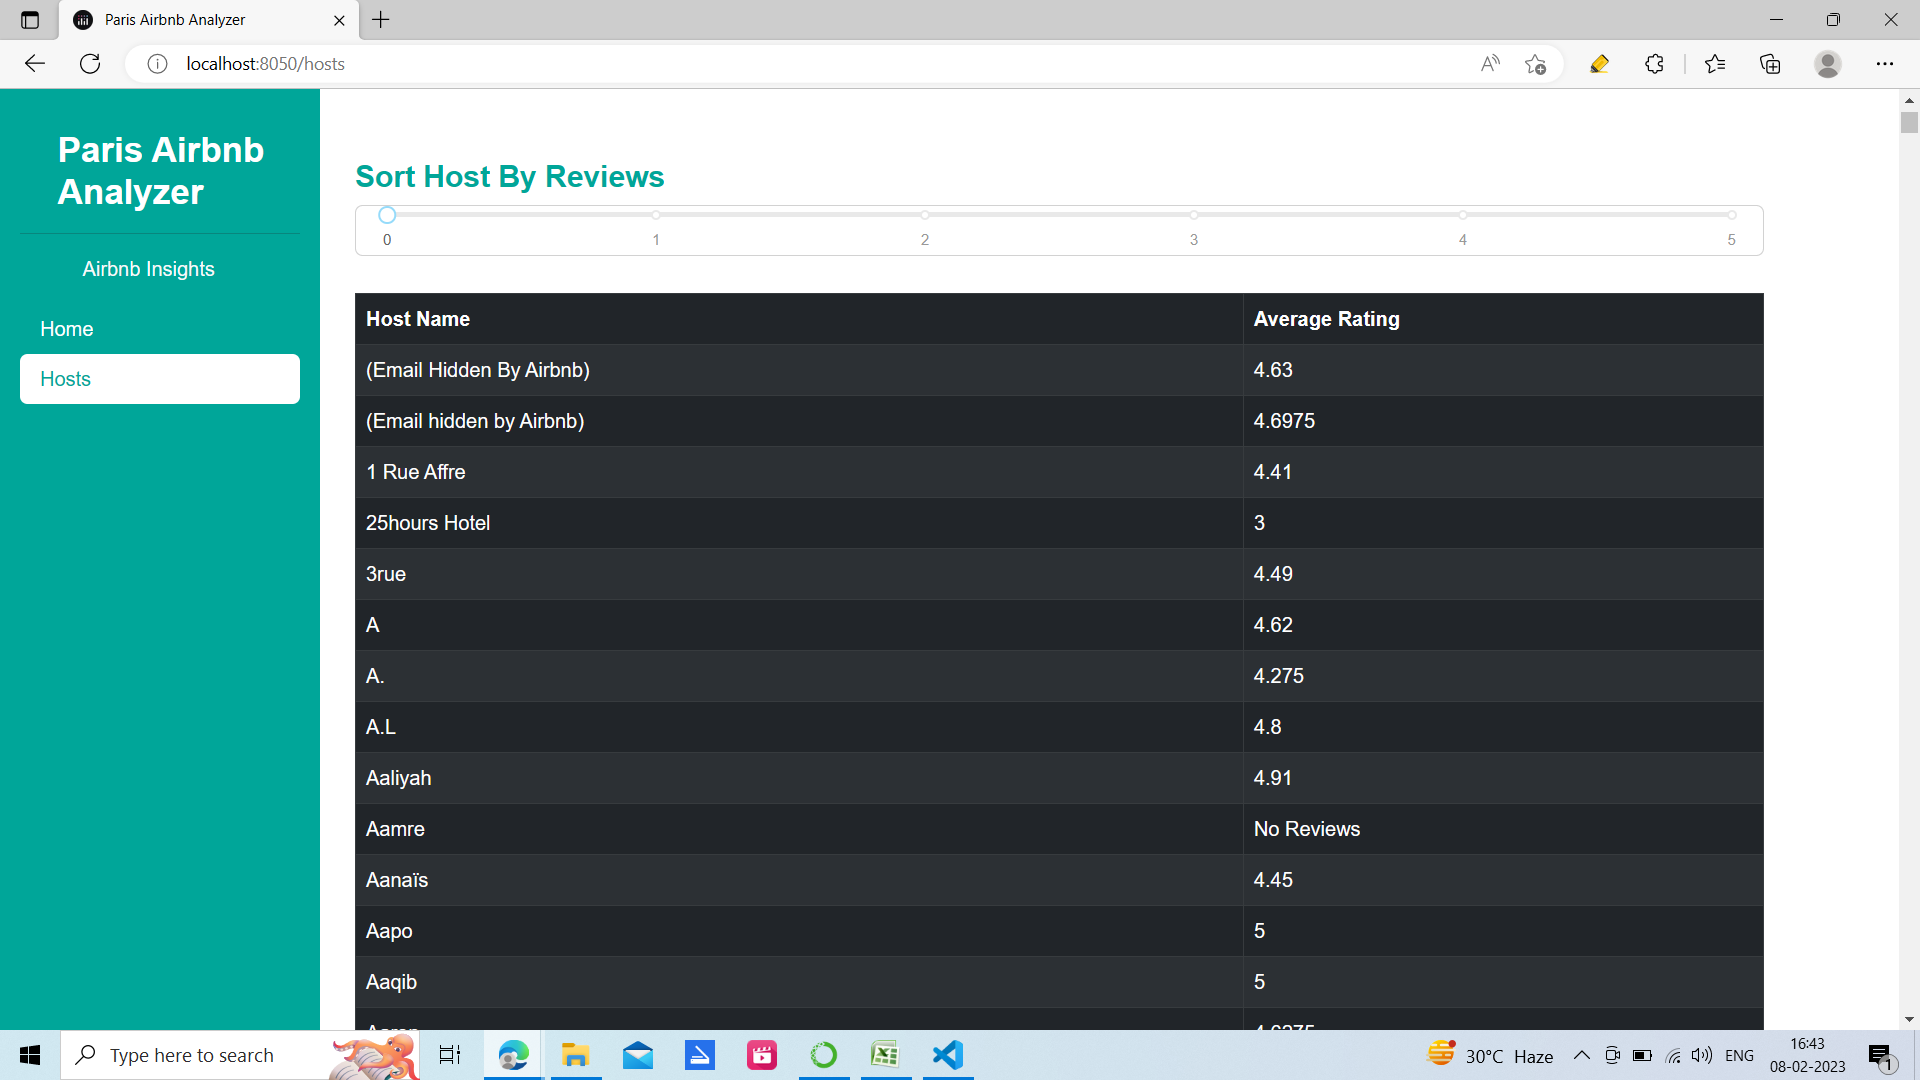 Paris Airbnb Analyzer
localhost:8050/hosts
Paris Airbnb
Analyzer
Airbnb Insights
Home
Hosts
Sort Host By Reviews
0 1 2 3 4 5
Host Name Average Rating
(Email Hidden By Airbnb) 4.63
(Email hidden by Airbnb) 4.6975
1 Rue Affre 4.41
25hours Hotel 3
3rue 4.49
A 4.62
A. 4.275
A.L 4.8
Aaliyah 4.91
Aamre No Reviews
Aanaïs 4.45
Aapo 5
Aaqib 5
Type here to search
30°C Haze
ENG
16:43
08-02-2023
1